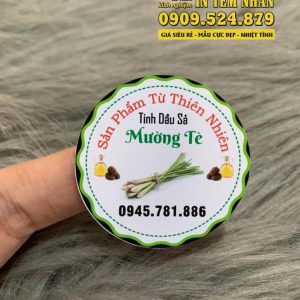 IN TEM NHÃN
0909.524.879
GIÁ SIÊU RẺ - MẪU CỰC ĐẸP - NHIỆT TÌNH
Sản Phẩm Từ Thiên Nhiên
Tinh Dầu Sả
Mường Tè
0945.781.886